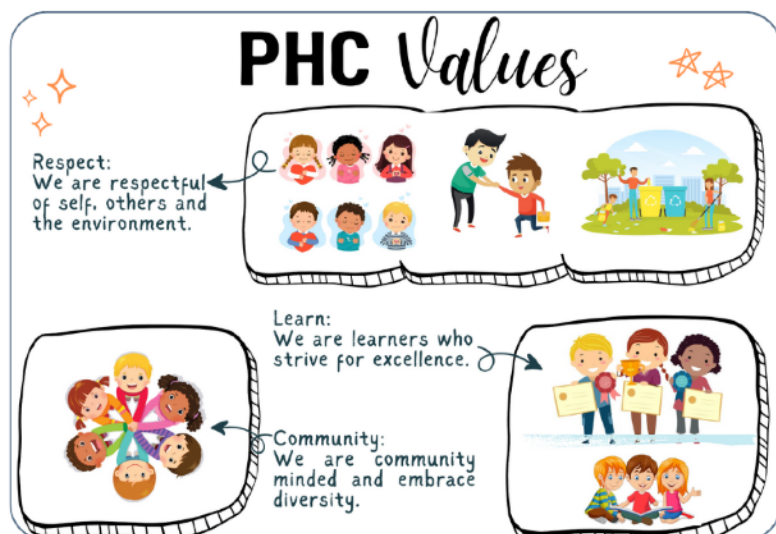 PHC Values
Respect:
We are respectful
of self, others and
the environment.
Learn:
We are learners who
strive for excellence.
Community:
We are community
minded and embrace
diversity.